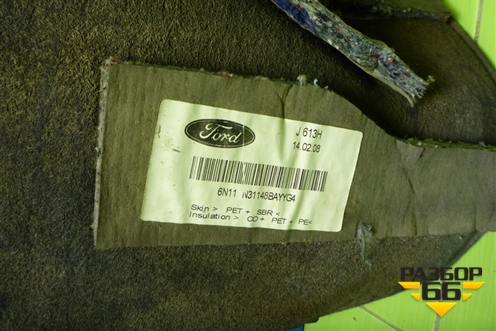 Ford
J 613H
14.02.08
6N11 N31148BAYYG4
Skin > PET + SBR <
Insulation > CO + PET + PE<
РАЗБОР
66